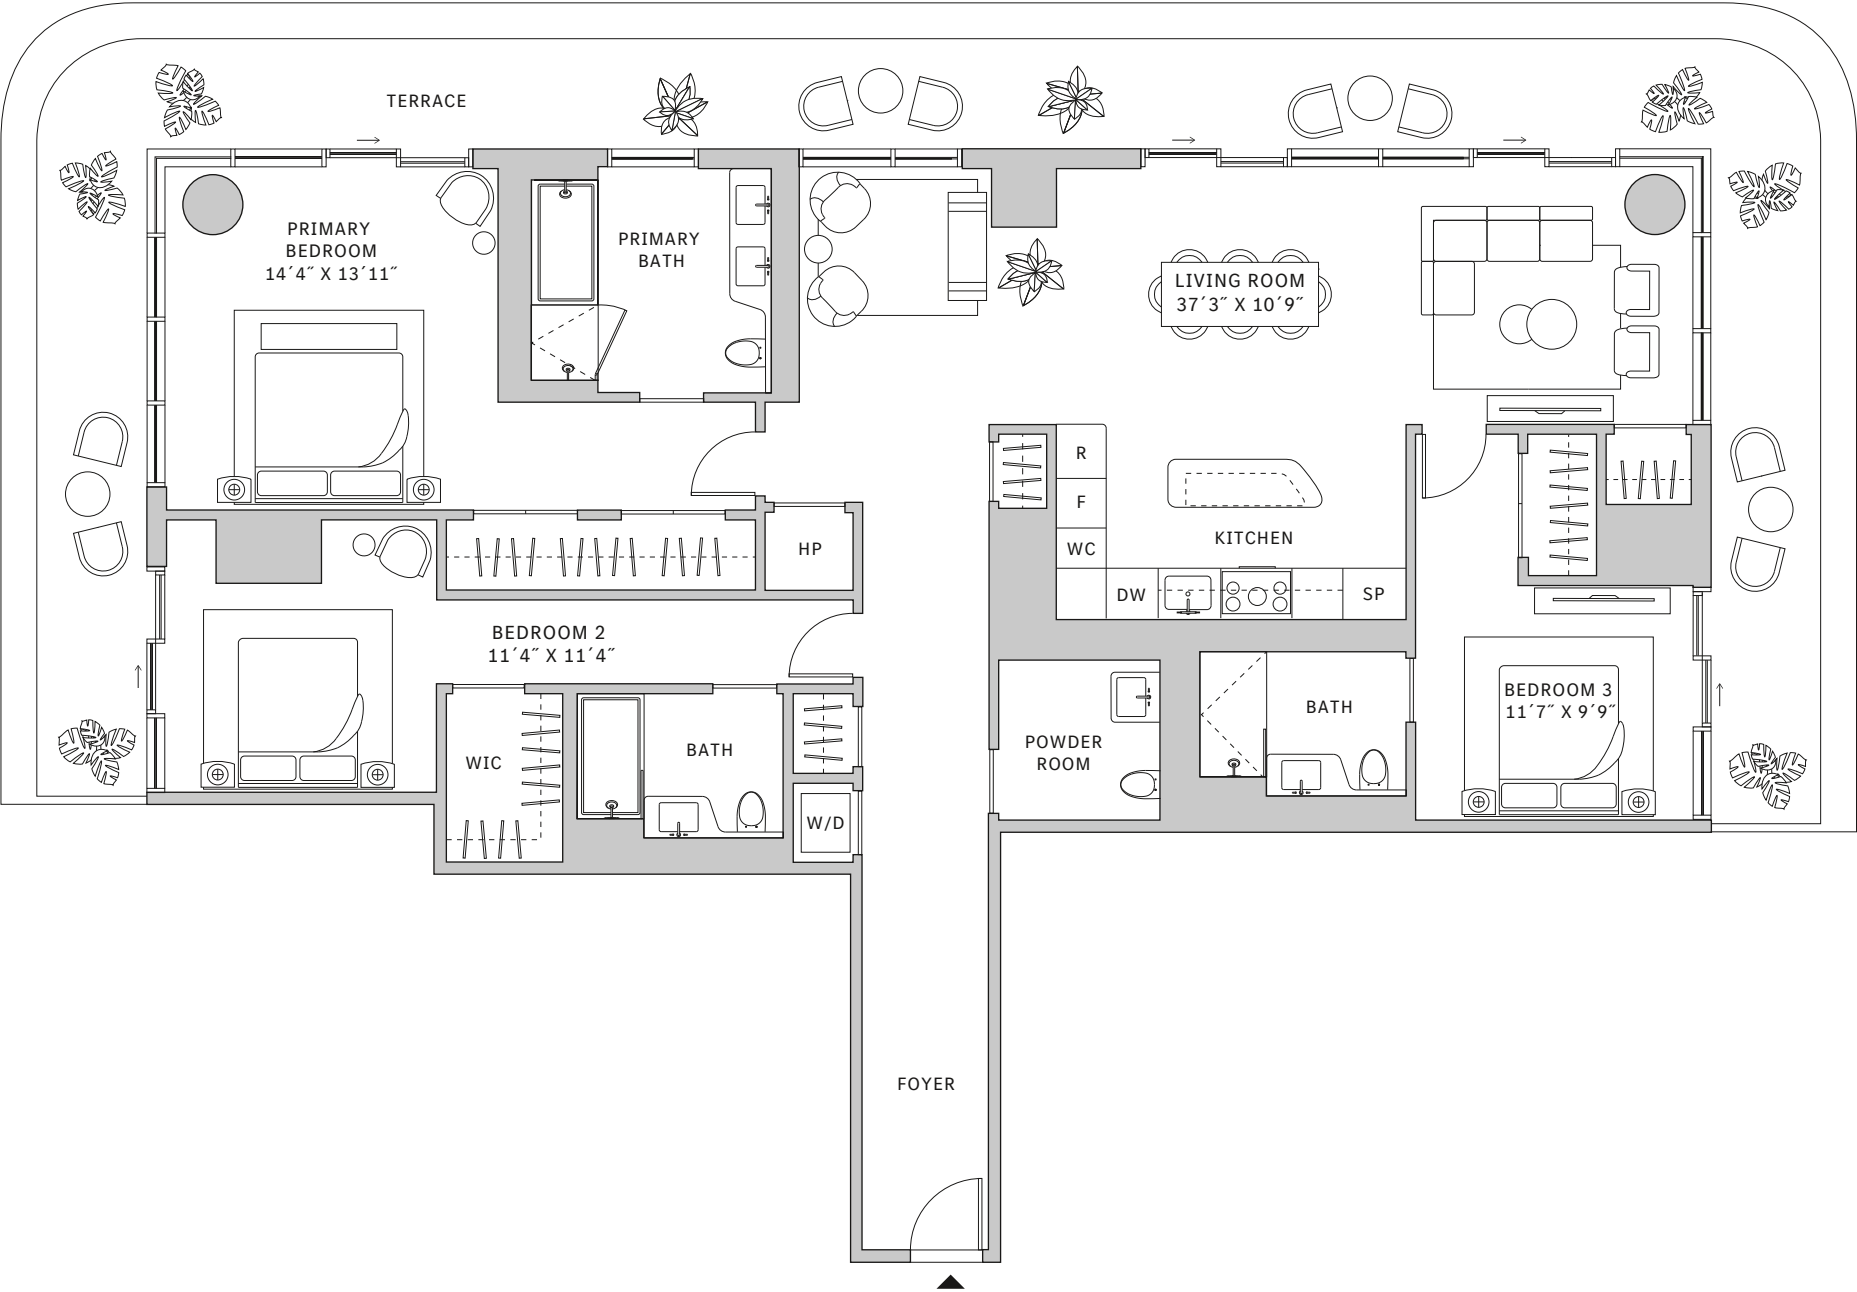 TERRACE
PRIMARY
BEDROOM
14´4˝ X 13´11˝
PRIMARY
BATH
LIVING ROOM
37´3˝ X 10´9˝
R
F
WC
KITCHEN
DW
SP
HP
BEDROOM 2
11´4˝ X 11´4˝
WIC
BATH
W/D
POWDER
ROOM
BATH
BEDROOM 3
11´7˝ X 9´9˝
FOYER